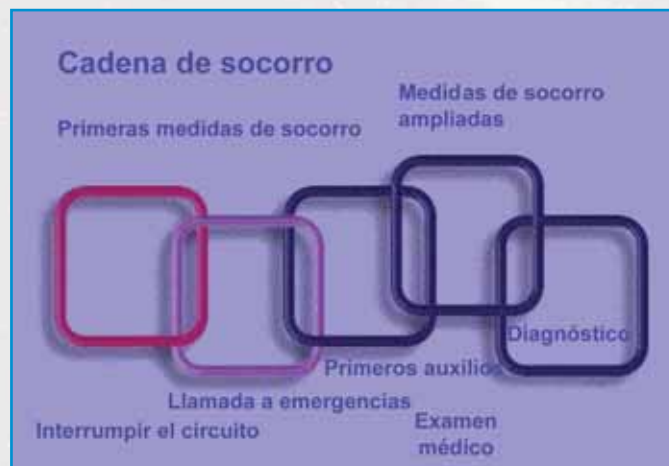 Cadena de socorro
Medidas de socorro
ampliadas
Primeras medidas de socorro
Diagnóstico
Primeros auxilios
Llamada a emergencias
Interrumpir el circuito
Examen
médico